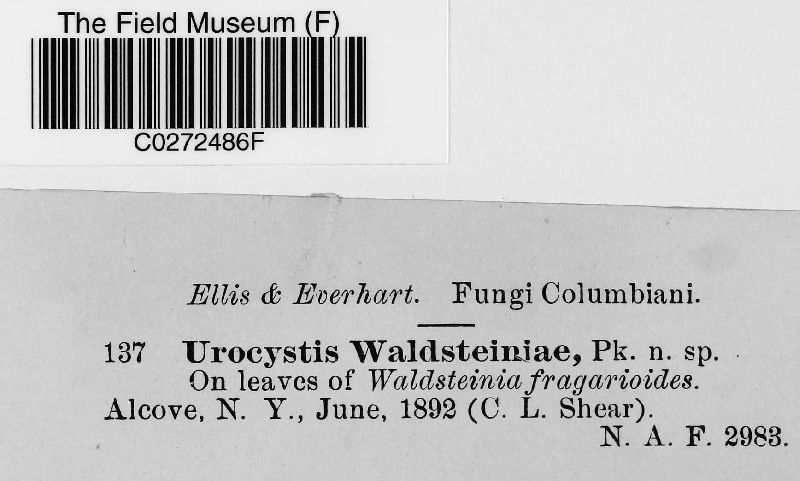 The Field Museum (F)
C0272486F
Ellis & Everhart. Fungi Columbiani.
137 Urocystis Waldsteiniae, Pk. n. sp.
On leaves of Waldsteinia fragarioides.
Alcove, N. Y., June, 1892 (C. L. Shear).
N. A. F. 2983.